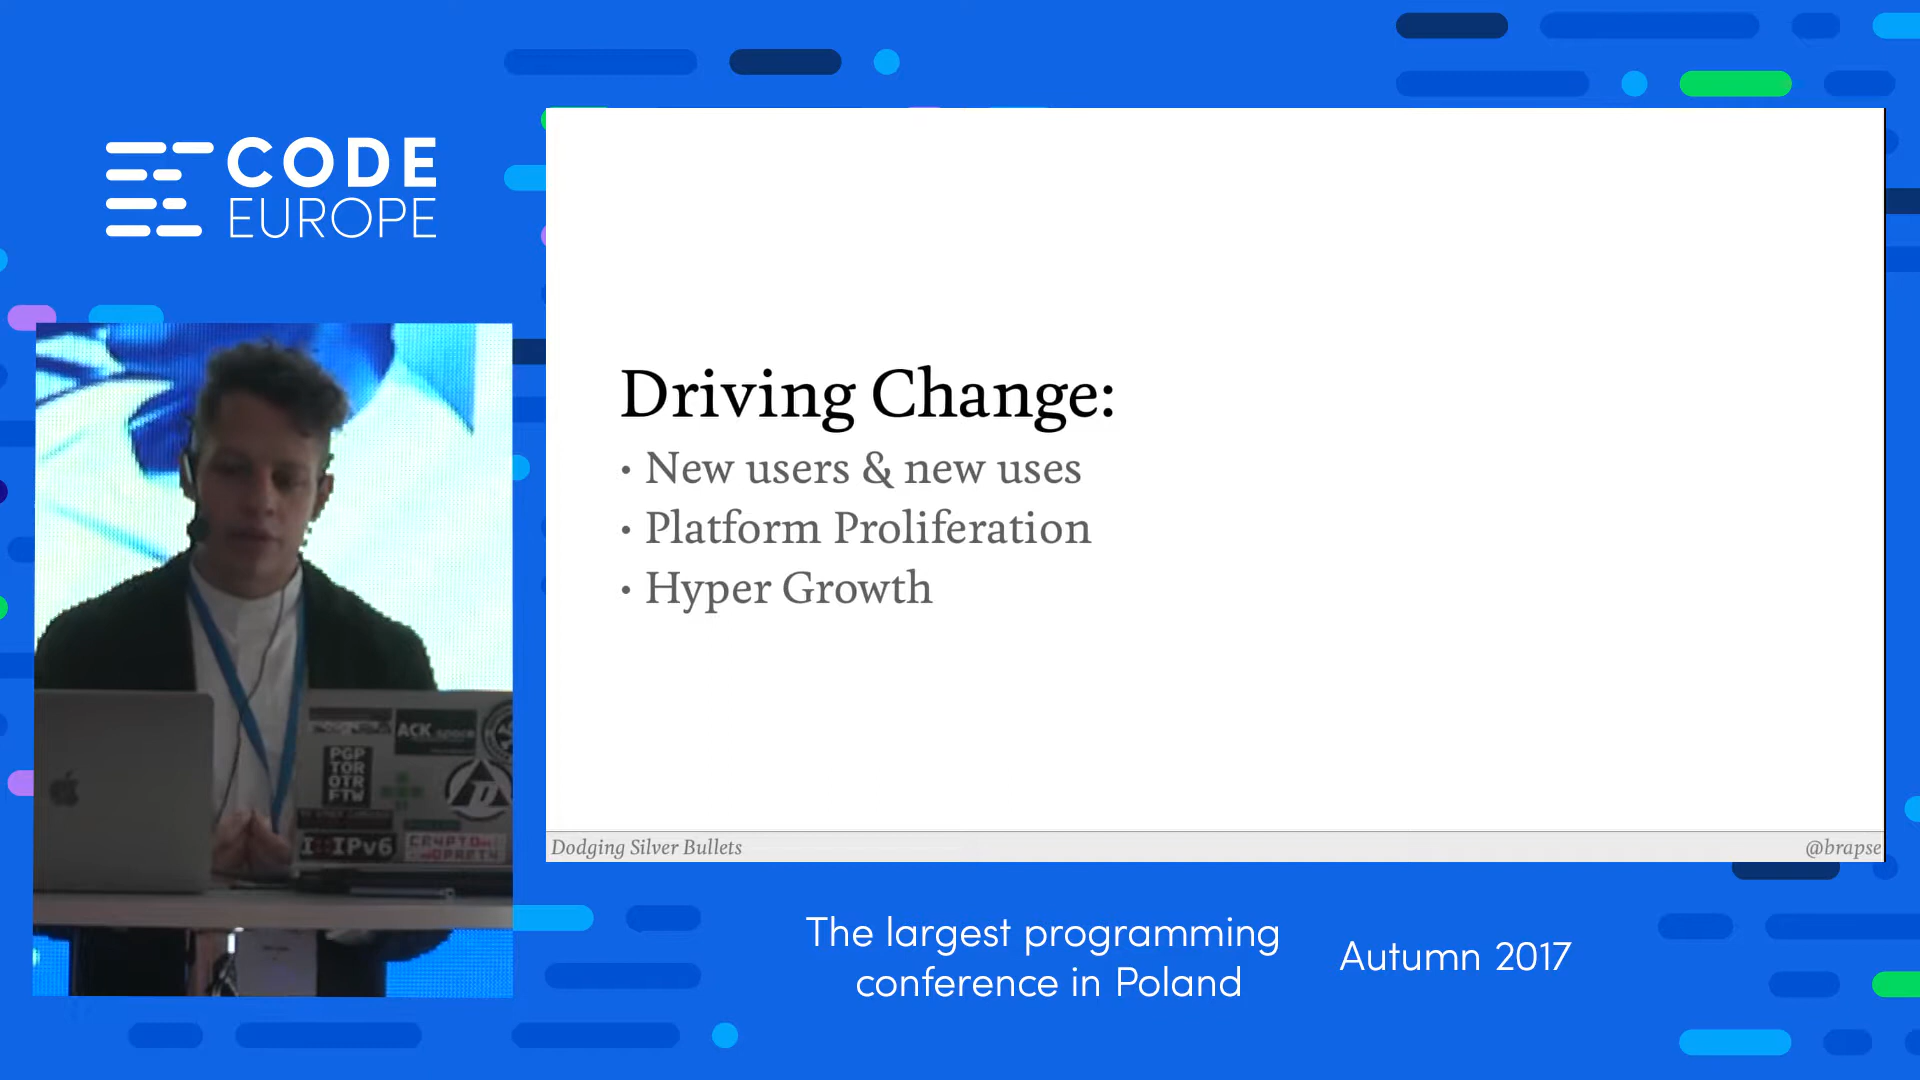 CODE
EUROPE
Driving Change:
• New users & new uses
• Platform Proliferation
• Hyper Growth
Dodging Silver Bullets
@brapse
ACK space
PGP
TOR
OTR
FTW
IPv6
The largest programming
conference in Poland
Autumn 2017